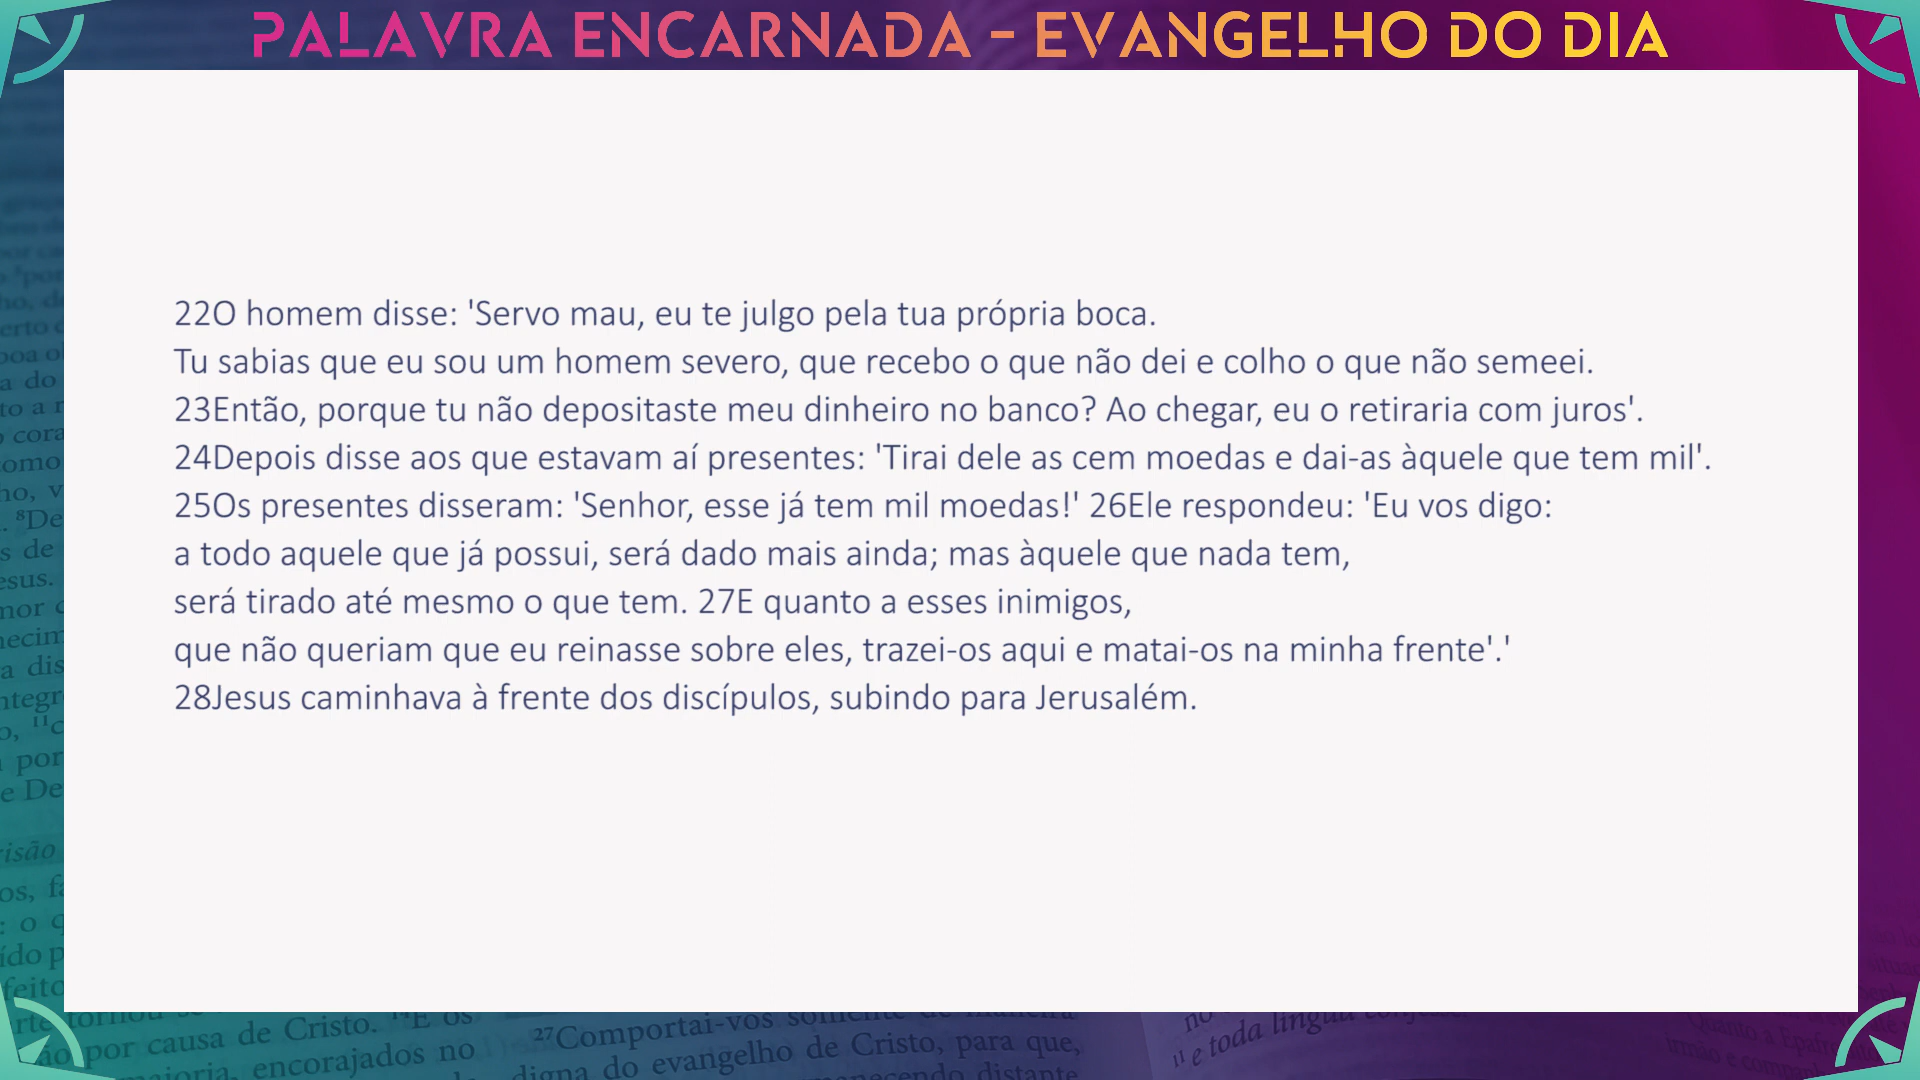 PALAVRA ENCARNADA - EVANGELHO DO DIA
22O homem disse: 'Servo mau, eu te julgo pela tua própria boca.
Tu sabias que eu sou um homem severo, que recebo o que não dei e colho o que não semeei.
23Então, porque tu não depositaste meu dinheiro no banco? Ao chegar, eu o retiraria com juros'.
24Depois disse aos que estavam aí presentes: 'Tirai dele as cem moedas e dai-as àquele que tem mil'.
25Os presentes disseram: 'Senhor, esse já tem mil moedas!' 26Ele respondeu: 'Eu vos digo:
a todo aquele que já possui, será dado mais ainda; mas àquele que nada tem,
será tirado até mesmo o que tem. 27E quanto a esses inimigos,
que não queriam que eu reinasse sobre eles, trazei-os aqui e matai-os na minha frente'.'
28Jesus caminhava à frente dos discípulos, subindo para Jerusalém.
por causa de Cristo. 14E os
encorajados no
27Comportai-vos somente de maneira
digna do evangelho de Cristo, para que,
11 e toda língua